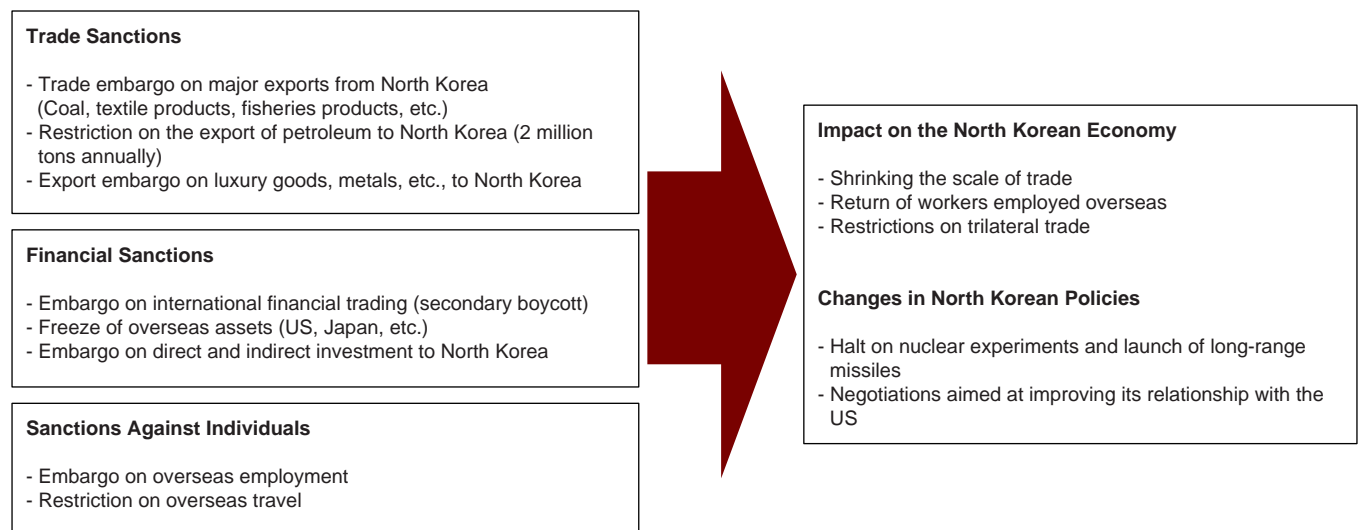 Trade Sanctions
- Trade embargo on major exports from North Korea
(Coal, textile products, fisheries products, etc.)
- Restriction on the export of petroleum to North Korea (2 million
tons annually)
- Export embargo on luxury goods, metals, etc., to North Korea
Financial Sanctions
- Embargo on international financial trading (secondary boycott)
- Freeze of overseas assets (US, Japan, etc.)
- Embargo on direct and indirect investment to North Korea
Sanctions Against Individuals
- Embargo on overseas employment
- Restriction on overseas travel
Impact on the North Korean Economy
- Shrinking the scale of trade
- Return of workers employed overseas
- Restrictions on trilateral trade
Changes in North Korean Policies
- Halt on nuclear experiments and launch of long-range
missiles
- Negotiations aimed at improving its relationship with the
US